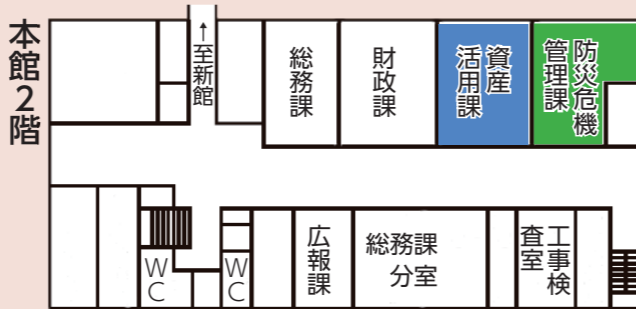 本館2階
↑至新館
総務課
財政課
資産
活用課
防災危機
管理課
WC
WC
広報課
総務課
分室
工事検
査室